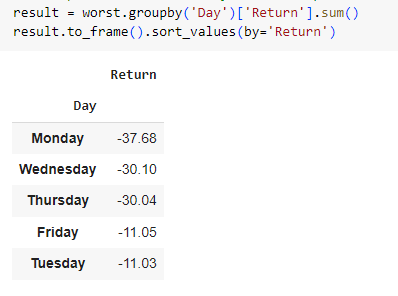 result = worst.groupby('Day')['Return'].sum()
result.to_frame().sort_values(by='Return')
Return
Day
Monday -37.68
Wednesday -30.10
Thursday -30.04
Friday -11.05
Tuesday -11.03